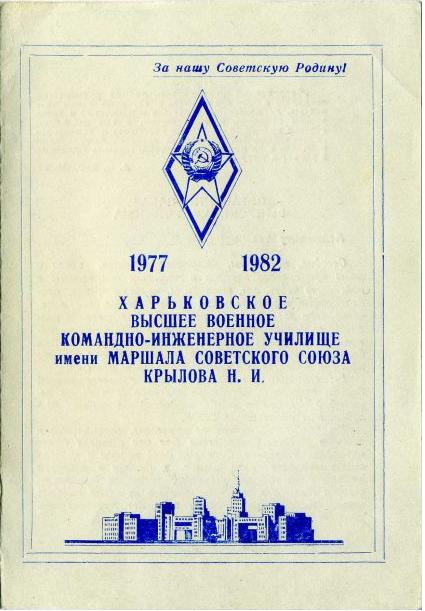 За нашу Советскую Родину!
1977 1982
ХАРЬКОВСКОЕ
ВЫСШЕЕ ВОЕННОЕ
КОМАНДНО-ИНЖЕНЕРНОЕ УЧИЛИЩЕ
имени МАРШАЛА СОВЕТСКОГО СОЮЗА
КРЫЛОВА Н. И.